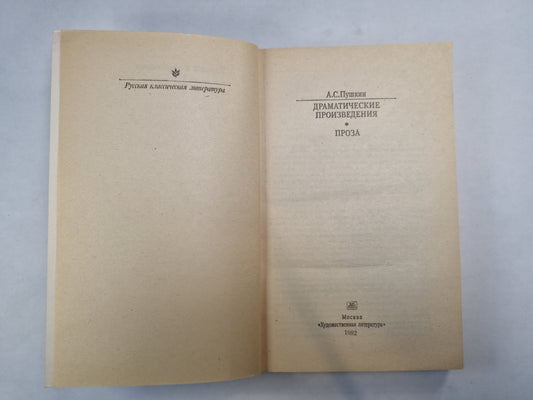 Русская классическая литература
А.С.Пушкин
ДРАМАТИЧЕСКИЕ
ПРОИЗВЕДЕНИЯ
ПРОЗА
Москва
«Художественная литература»
1982